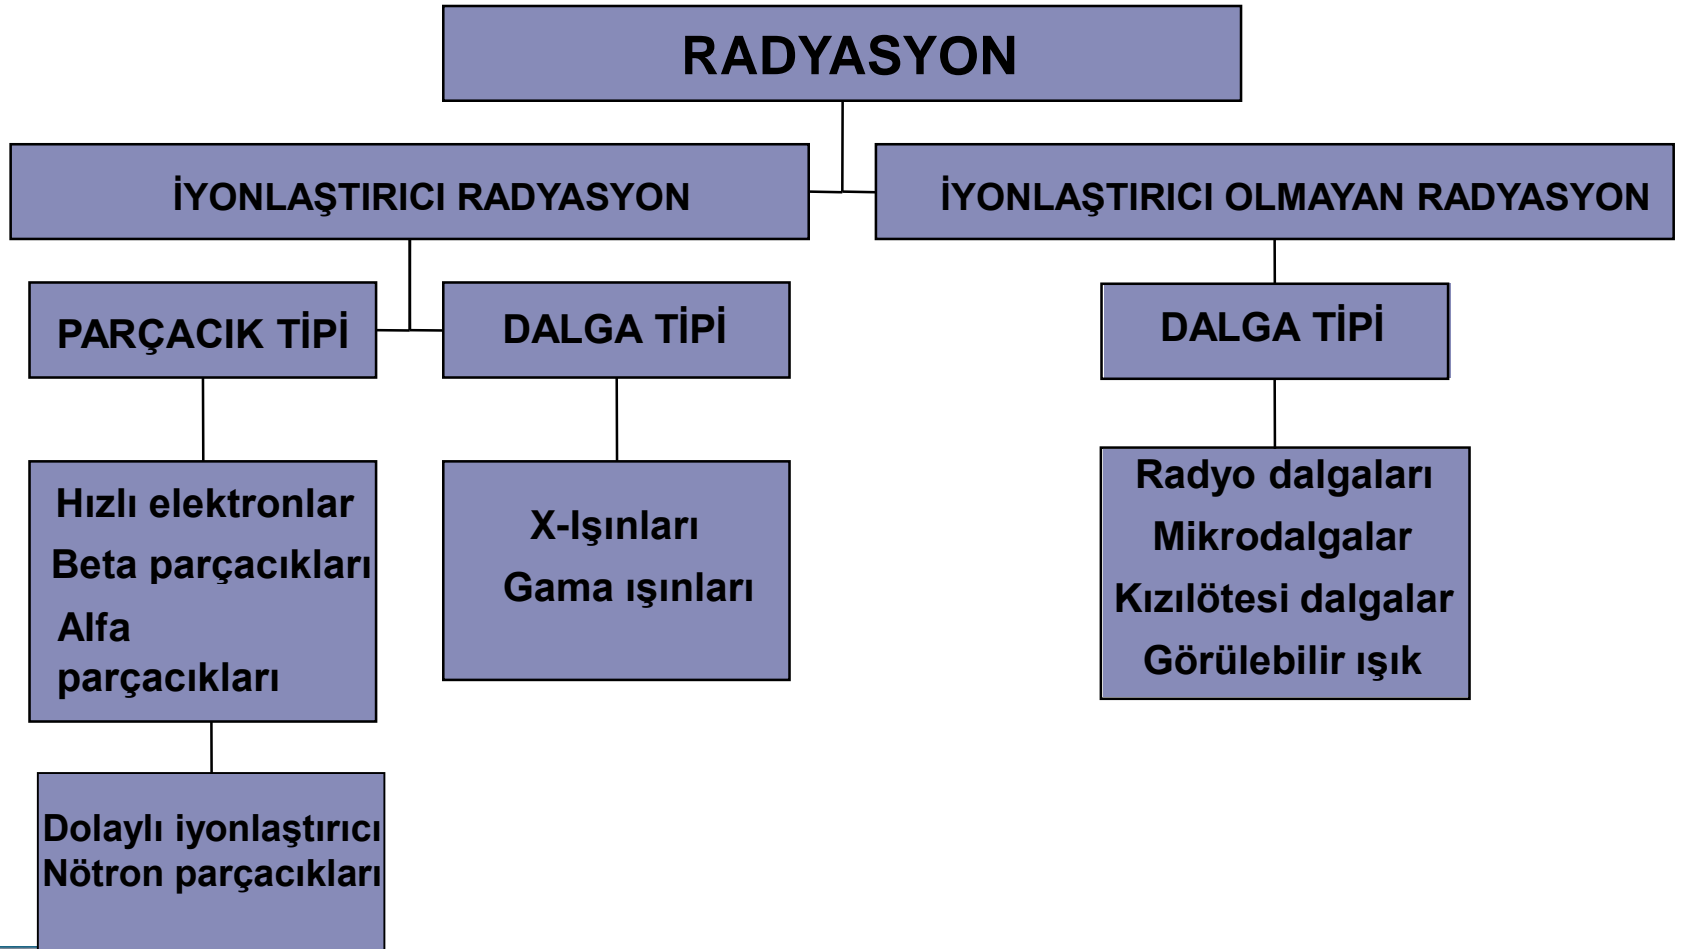 RADYASYON
İYONLAŞTIRICI RADYASYON
İYONLAŞTIRICI OLMAYAN RADYASYON
PARÇACIK TİPİ
DALGA TİPİ
DALGA TİPİ
Hızlı elektronlar
Beta parçacıkları
Alfa
parçacıkları
X-Işınları
Gama ışınları
Radyo dalgaları
Mikrodalgalar
Kızılötesi dalgalar
Görülebilir ışık
Dolaylı iyonlaştırıcı
Nötron parçacıkları